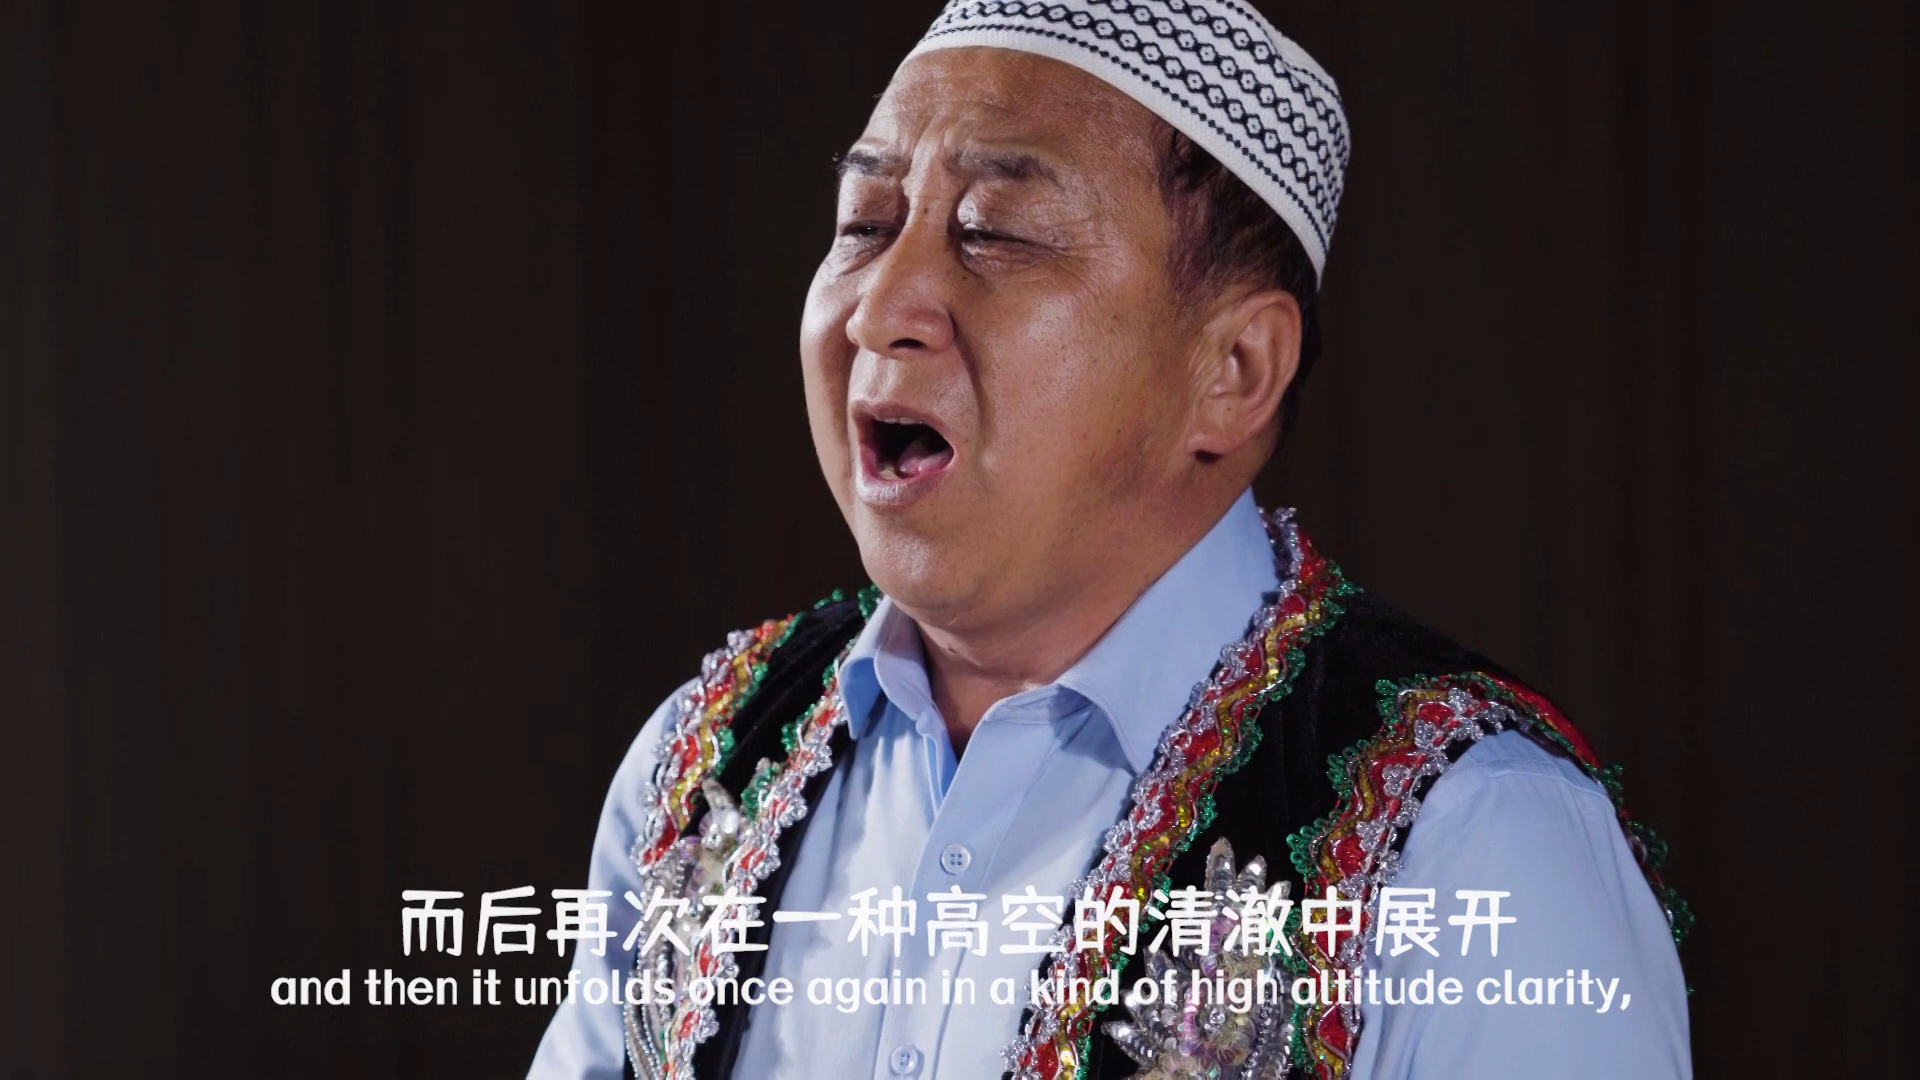 而后再次在一种高空的清澈中展开
and then it unfolds once again in a kind of high altitude clarity,